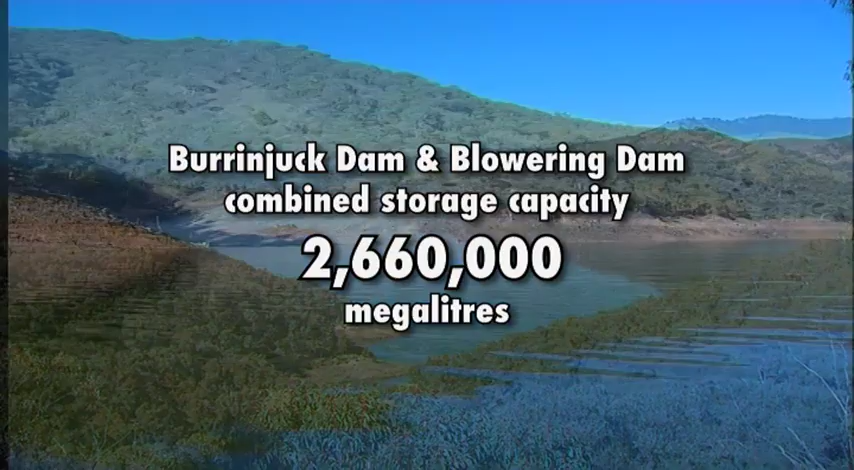 Burrinjuck Dam & Blowering Dam
combined storage capacity
2,660,000
megalitres